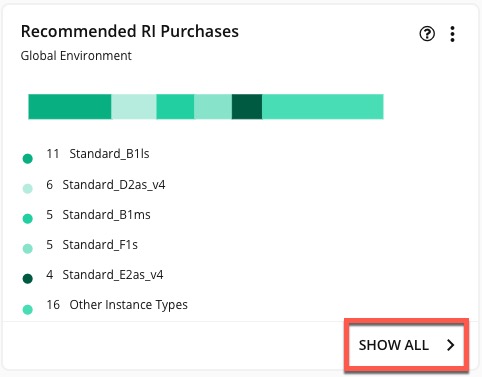 Recommended RI Purchases
Global Environment
11 Standard_B1ls
6 Standard_D2as_v4
5 Standard_B1ms
5 Standard_F1s
4 Standard_E2as_v4
16 Other Instance Types
SHOW ALL